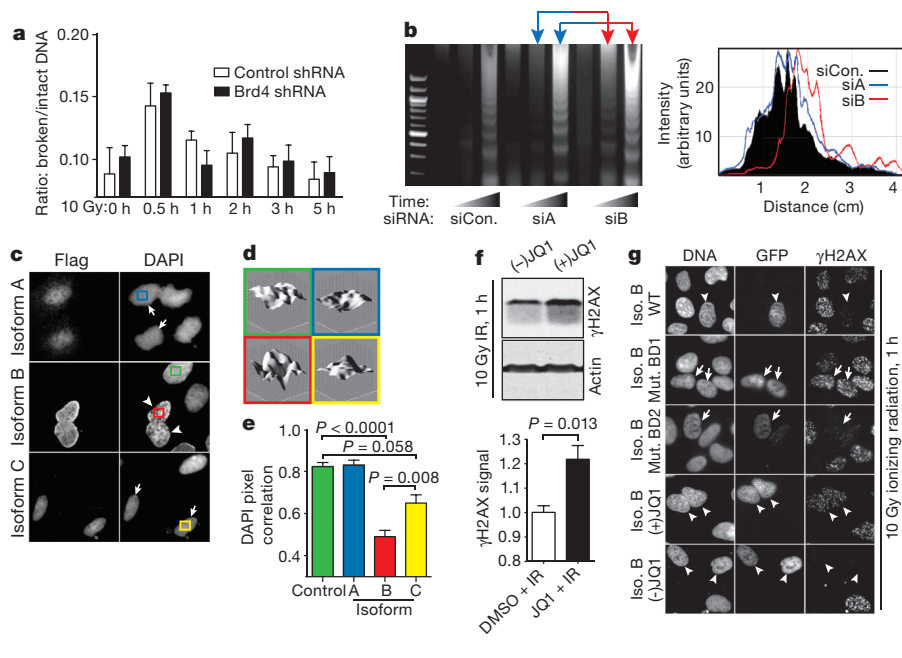 a
0.20
0.15
0.10
Ratio: broken/intact DNA
Control shRNA
Brd4 shRNA
10 Gy:0 h 0.5 h 1 h 2 h 3 h 5 h
b
Time:
siRNA: siCon. siA siB
Intensity
(arbitrary units)
20
10
siCon.
siA
siB
1 2 3 4
Distance (cm)
c
Flag DAPI
Isoform A
Isoform B
Isoform C
d
e
P < 0.0001
P = 0.058
P = 0.008
1.0
0.8
0.6
0.4
DAPI pixel
correlation
Control A B C
Isoform
f
(–)JQ1 (+)JQ1
10 Gy IR, 1 h
γH2AX
Actin
P = 0.013
1.3
1.2
1.1
1.0
0.9
0.8
γH2AX signal
DMSO + IR
JQ1 + IR
g
DNA GFP γH2AX
Iso. B
WT
Iso. B
Mut. BD1
Iso. B
Mut. BD2
Iso. B
(+)JQ1
Iso. B
(-)JQ1
10 Gy ionizing radiation, 1 h